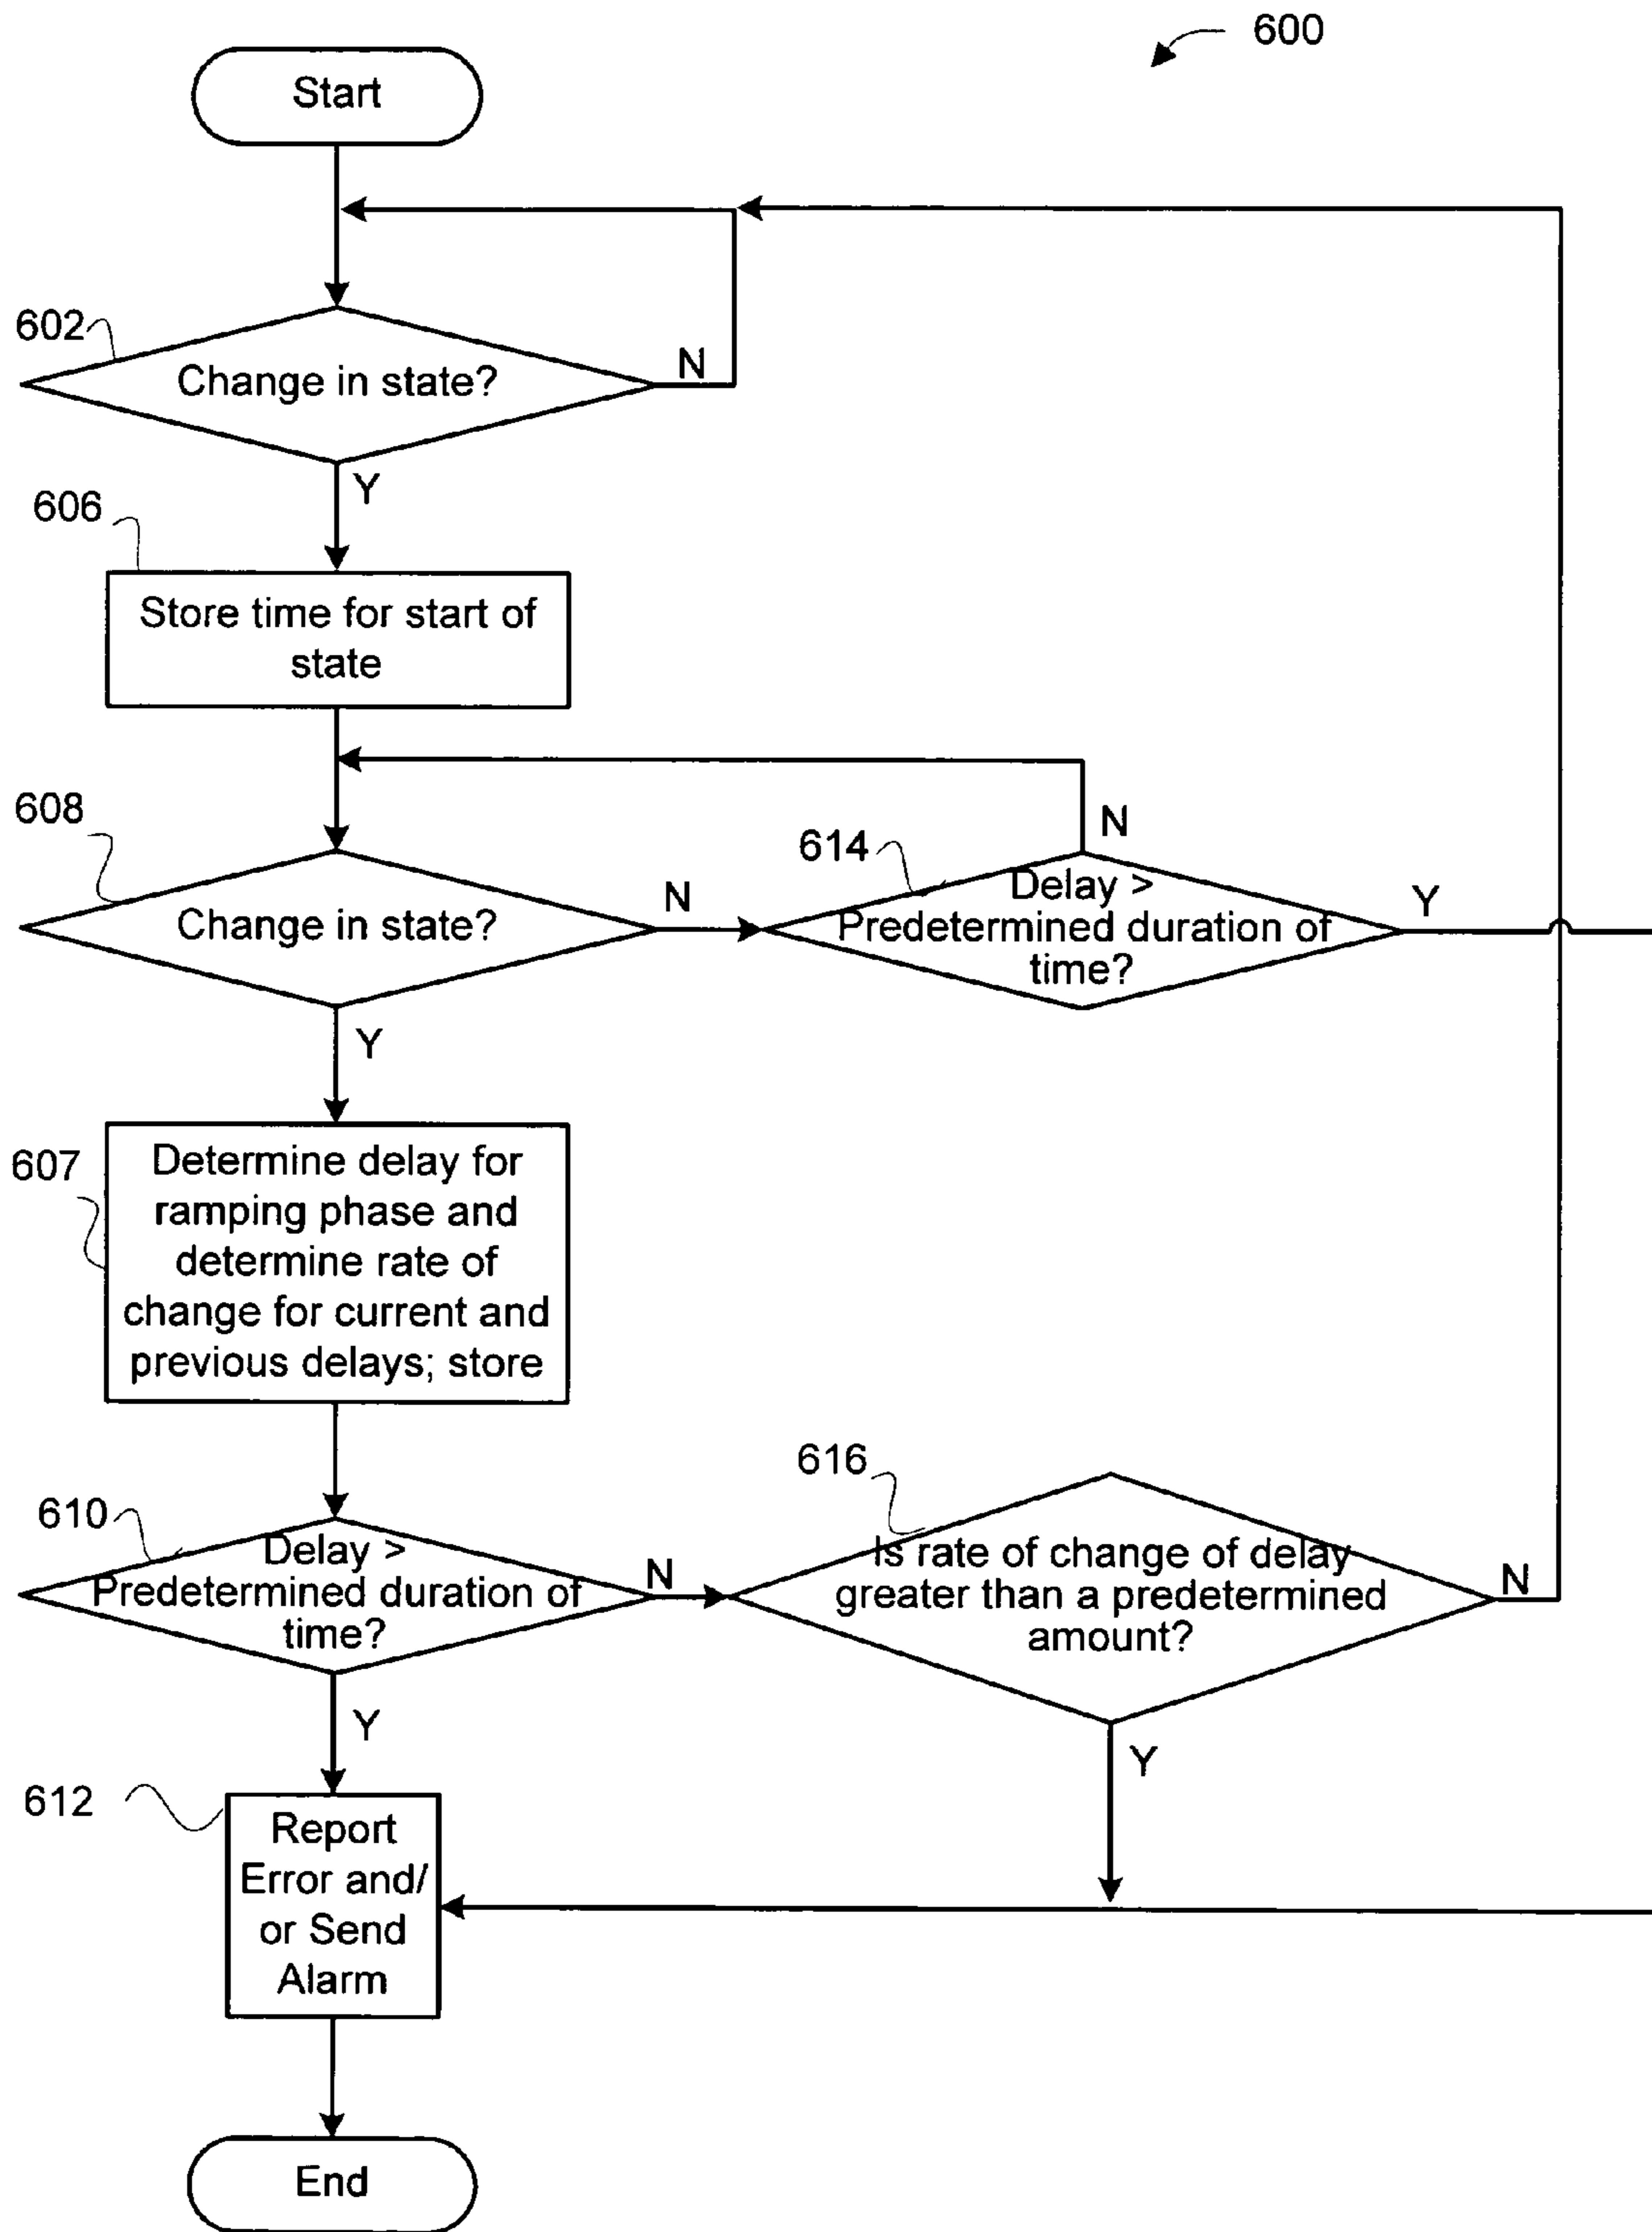 600
Start
602
Change in state?
N
Y
606
Store time for start of
state
608
Change in state?
N
614
Delay >
Predetermined duration of
time?
N
Y
Y
607
Determine delay for
ramping phase and
determine rate of
change for current and
previous delays; store
610
Delay >
Predetermined duration of
time?
N
616
Is rate of change of delay
greater than a predetermined
amount?
N
Y
Y
612
Report
Error and/
or Send
Alarm
End